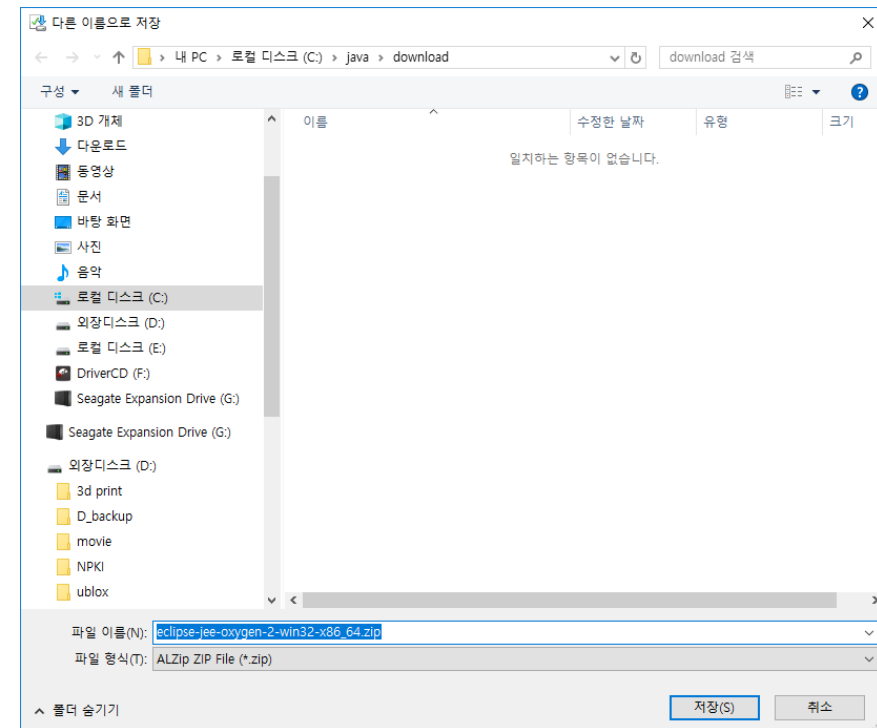 다른 이름으로 저장
내 PC › 로컬 디스크 (C:) › java › download
download 검색
구성
새 폴더
3D 개체
다운로드
동영상
문서
바탕 화면
사진
음악
로컬 디스크 (C:)
외장디스크 (D:)
로컬 디스크 (E:)
DriverCD (F:)
Seagate Expansion Drive (G:)
Seagate Expansion Drive (G:)
외장디스크 (D:)
3d print
D_backup
movie
NPKI
ublox
이름 수정한 날짜 유형 크기
일치하는 항목이 없습니다.
파일 이름(N): eclipse-jee-oxygen-2-win32-x86_64.zip
파일 형식(T): ALZip ZIP File (*.zip)
폴더 숨기기
저장(S) 취소